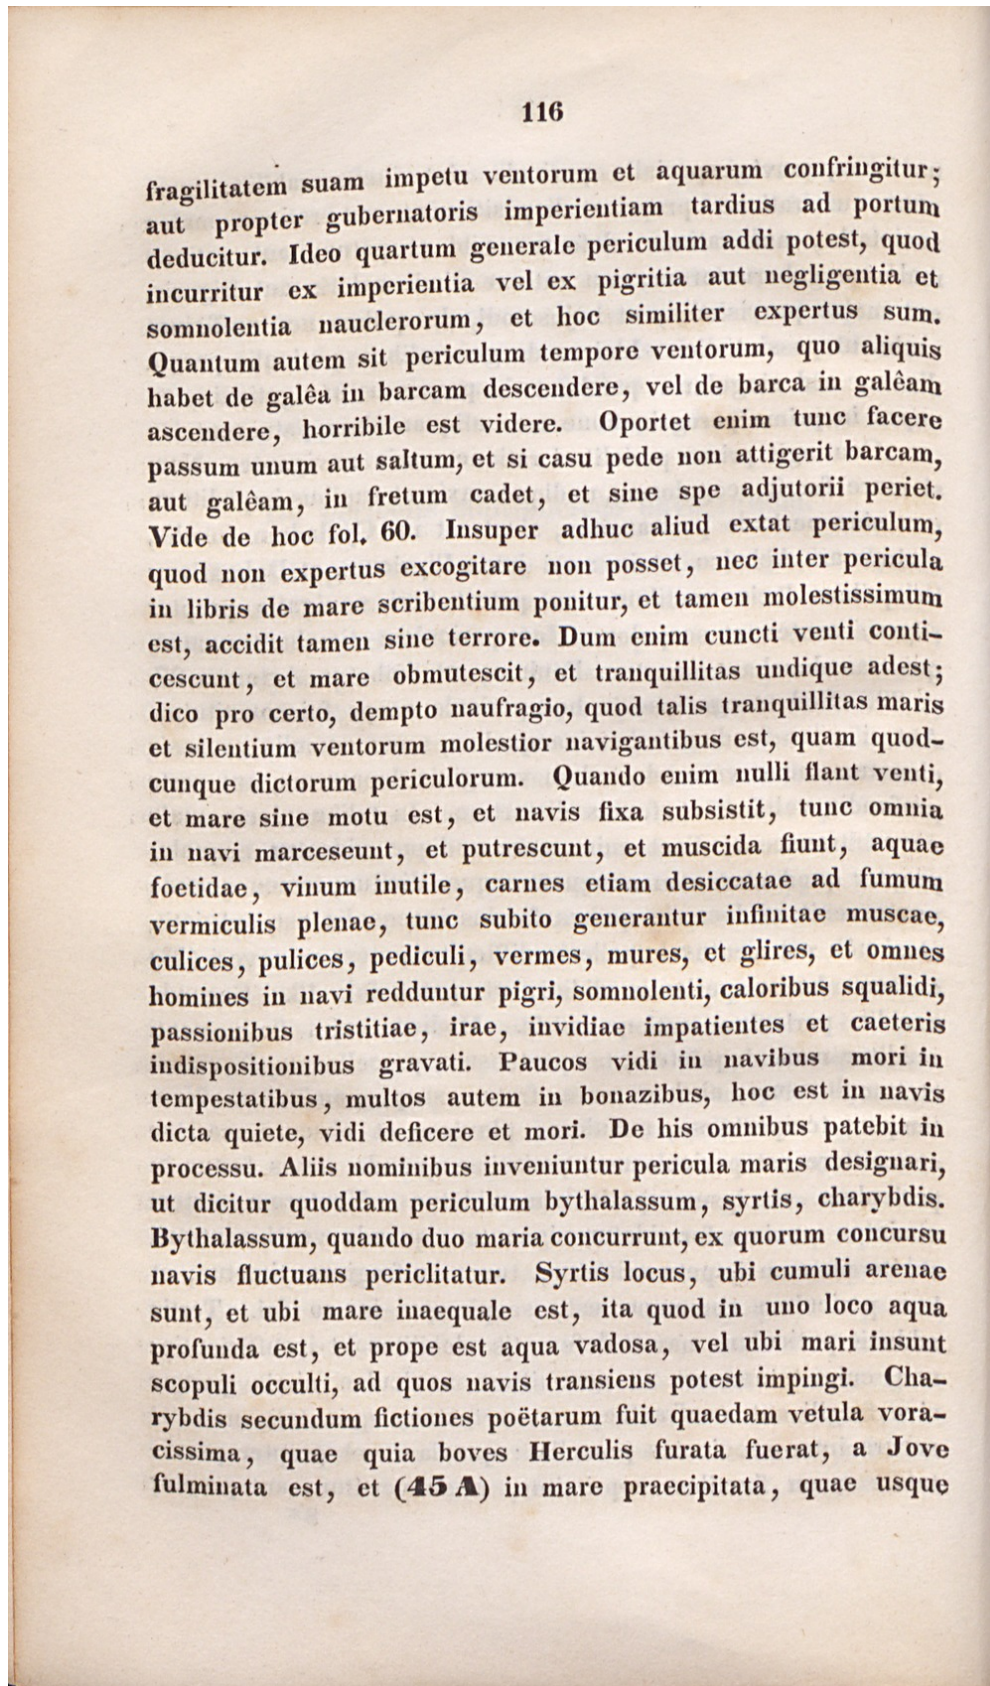 116
fragilitatem suam impetu ventorum et aquarum confringitur;
aut propter gubernatoris imperientiam tardius ad portum
deducitur. Ideo quartum generale periculum addi potest, quod
incurritur ex imperientia vel ex pigritia aut negligentia et
somnolentia nauclerorum, et hoc similiter expertus sum.
Quantum autem sit periculum tempore ventorum, quo aliquis
habet de galêa in barcam descendere, vel de barca in galêam
ascendere, horribile est videre. Oportet enim tunc facere
passum unum aut saltum, et si casu pede non attigerit barcam,
aut galêam, in fretum cadet, et sine spe adjutorii periet.
Vide de hoc fol. 60. Insuper adhuc aliud extat periculum,
quod non expertus excogitare non posset, nec inter pericula
in libris de mare scribentium ponitur, et tamen molestissimum
est, accidit tamen sine terrore. Dum enim cuncti venti conti-
cescunt, et mare obmutescit, et tranquillitas undique adest;
dico pro certo, dempto naufragio, quod talis tranquillitas maris
et silentium ventorum molestior navigantibus est, quam quod-
cunque dictorum periculorum. Quando enim nulli flant venti,
et mare sine motu est, et navis fixa subsistit, tunc omnia
in navi marceseunt, et putrescunt, et muscida fiunt, aquae
foetidae, vinum inutile, carnes etiam desiccatae ad fumum
vermiculis plenae, tunc subito generantur infinitae muscae,
culices, pulices, pediculi, vermes, mures, et glires, et omnes
homines in navi redduntur pigri, somnolenti, caloribus squalidi,
passionibus tristitiae, irae, invidiae impatientes et caeteris
indispositionibus gravati. Paucos vidi in navibus mori in
tempestatibus, multos autem in bonazibus, hoc est in navis
dicta quiete, vidi deficere et mori. De his omnibus patebit in
processu. Aliis nominibus inveniuntur pericula maris designari,
ut dicitur quoddam periculum bythalassum, syrtis, charybdis.
Bythalassum, quando duo maria concurrunt, ex quorum concursu
navis fluctuans periclitatur. Syrtis locus, ubi cumuli arenae
sunt, et ubi mare inaequale est, ita quod in uno loco aqua
profunda est, et prope est aqua vadosa, vel ubi mari insunt
scopuli occulti, ad quos navis transiens potest impingi. Cha-
rybdis secundum fictiones poëtarum fuit quaedam vetula vora-
cissima, quae quia boves Herculis furata fuerat, a Jove
fulminata est, et (45 A) in mare praecipitata, quae usque